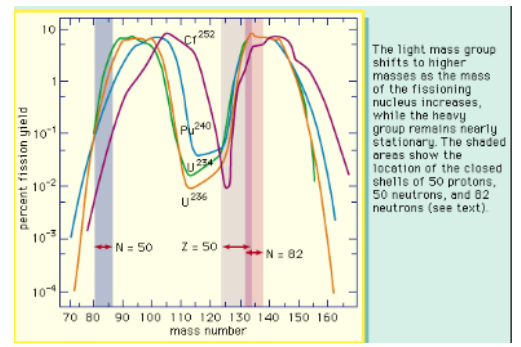 10
1
10-1
10-2
10-3
10-4
percent fission yield
Cf252
Pu240
U234
U236
N = 50
Z = 50
N = 82
70 80 90 100 110 120 130 140 150 160
mass number
The light mass group
shifts to higher
masses as the mass
of the fissioning
nucleus increases,
while the heavy
group remains nearly
stationary. The shaded
areas show the
location of the closed
shells of 50 protons,
50 neutrons, and 82
neutrons (see text).